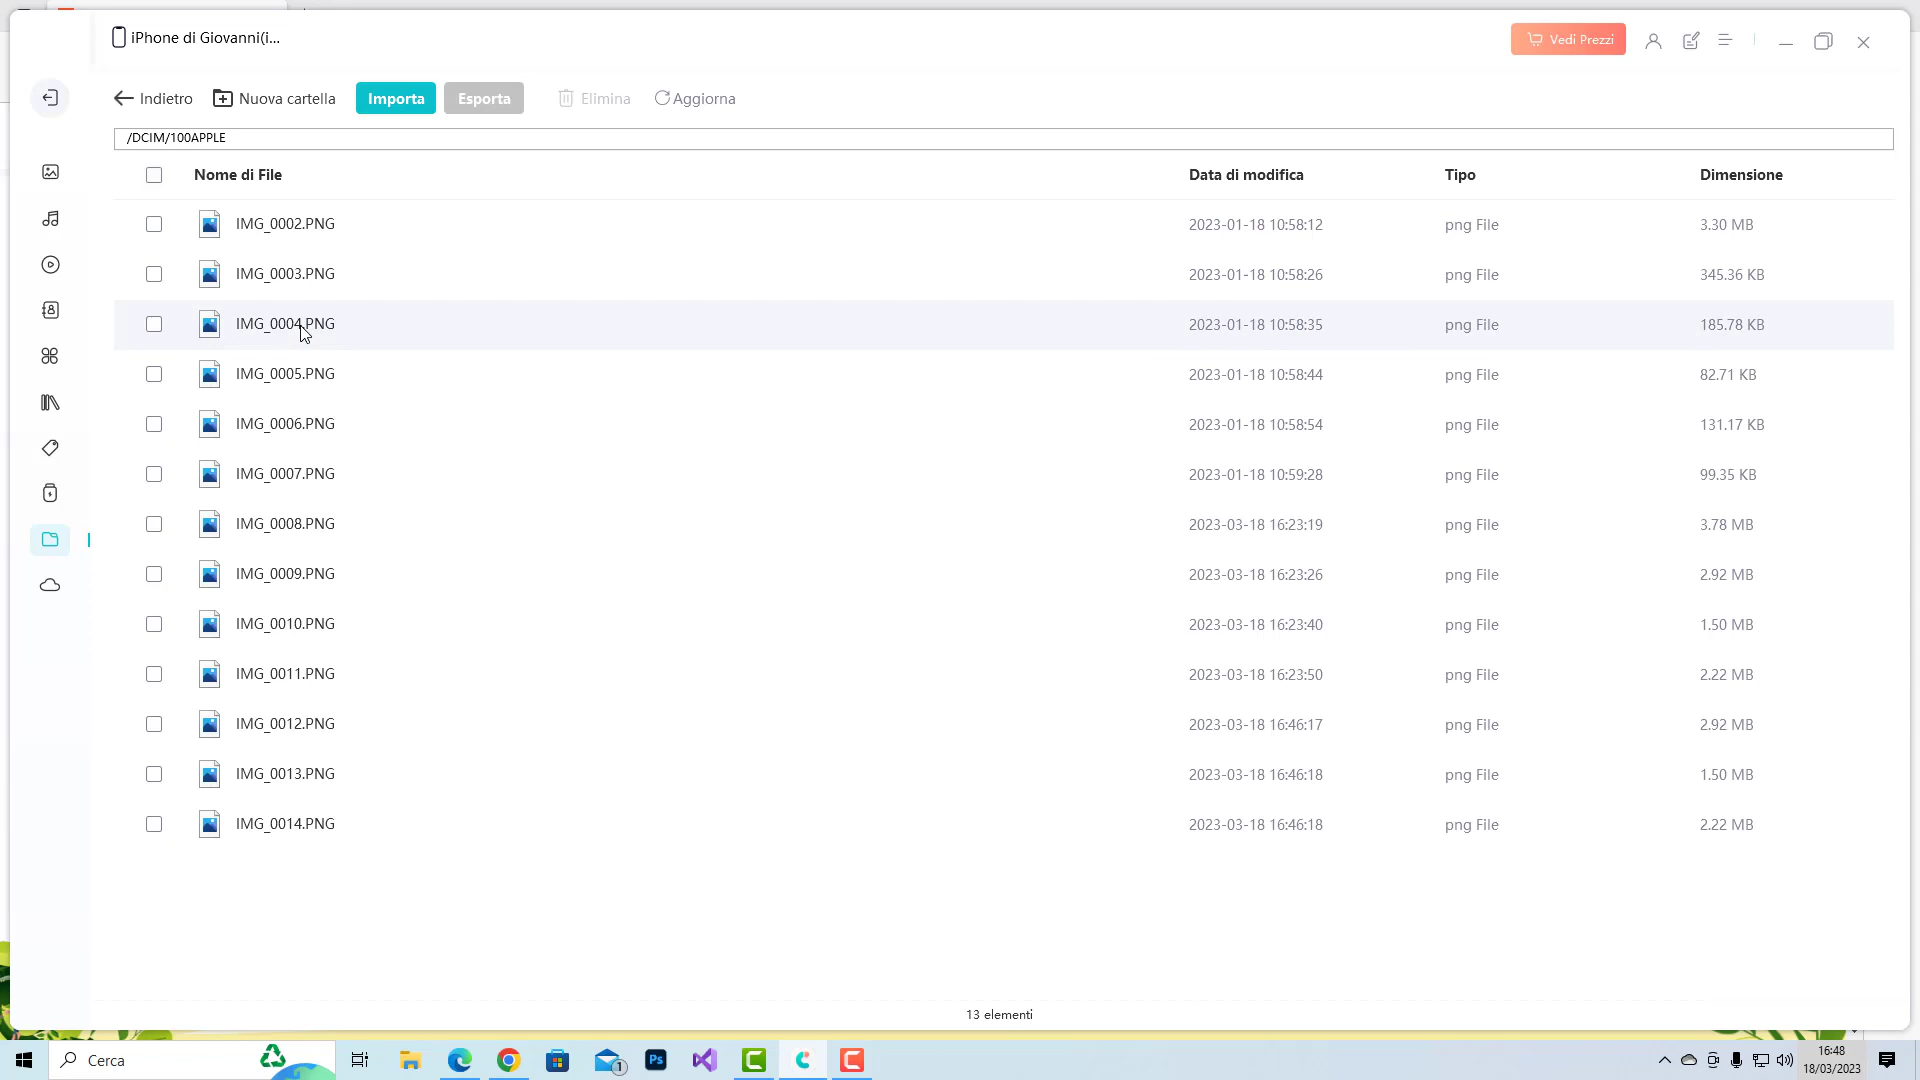 iPhone di Giovanni(i...
Vedi Prezzi
Indietro Nuova cartella Importa Esporta Elimina Aggiorna
/DCIM/100APPLE
Nome di File Data di modifica Tipo Dimensione
IMG_0002.PNG 2023-01-18 10:58:12 png File 3.30 MB
IMG_0003.PNG 2023-01-18 10:58:26 png File 345.36 KB
IMG_0004.PNG 2023-01-18 10:58:35 png File 185.78 KB
IMG_0005.PNG 2023-01-18 10:58:44 png File 82.71 KB
IMG_0006.PNG 2023-01-18 10:58:54 png File 131.17 KB
IMG_0007.PNG 2023-01-18 10:59:28 png File 99.35 KB
IMG_0008.PNG 2023-03-18 16:23:19 png File 3.78 MB
IMG_0009.PNG 2023-03-18 16:23:26 png File 2.92 MB
IMG_0010.PNG 2023-03-18 16:23:40 png File 1.50 MB
IMG_0011.PNG 2023-03-18 16:23:50 png File 2.22 MB
IMG_0012.PNG 2023-03-18 16:46:17 png File 2.92 MB
IMG_0013.PNG 2023-03-18 16:46:18 png File 1.50 MB
IMG_0014.PNG 2023-03-18 16:46:18 png File 2.22 MB
13 elementi
Cerca
1
Ps
16:48
18/03/2023